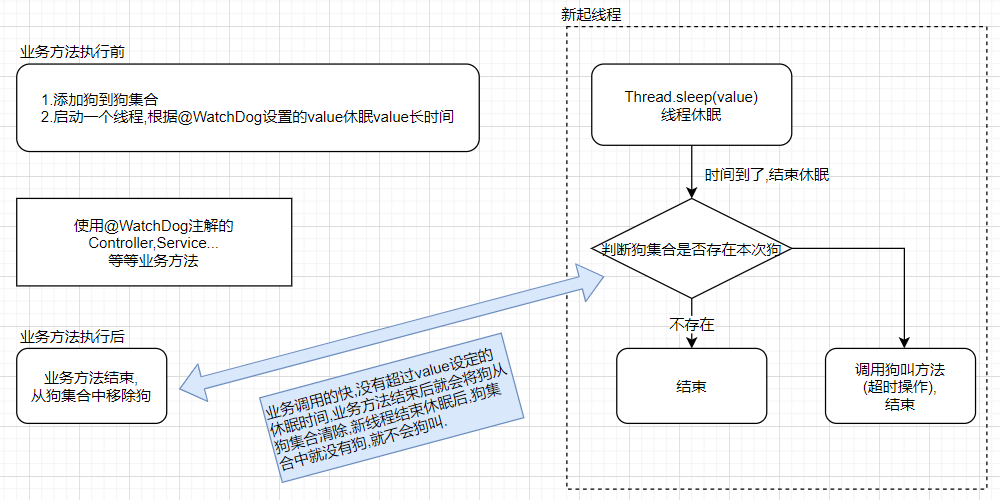 业务方法执行前
1.添加狗到狗集合
2.启动一个线程,根据@WatchDog设置的value休眠value长时间
使用@WatchDog注解的
Controller,Service...
等等业务方法
业务方法执行后
业务方法结束,
从狗集合中移除狗
业务调用的快,没有超过value设定的
休眠时间,业务方法结束后就会将狗从
狗集合清除,新线程结束休眠后,狗集
合中就没有狗,就不会狗叫.
新起线程
Thread.sleep(value)
线程休眠
时间到了,结束休眠
判断狗集合是否存在本次狗
不存在
结束
调用狗叫方法
(超时操作),
结束